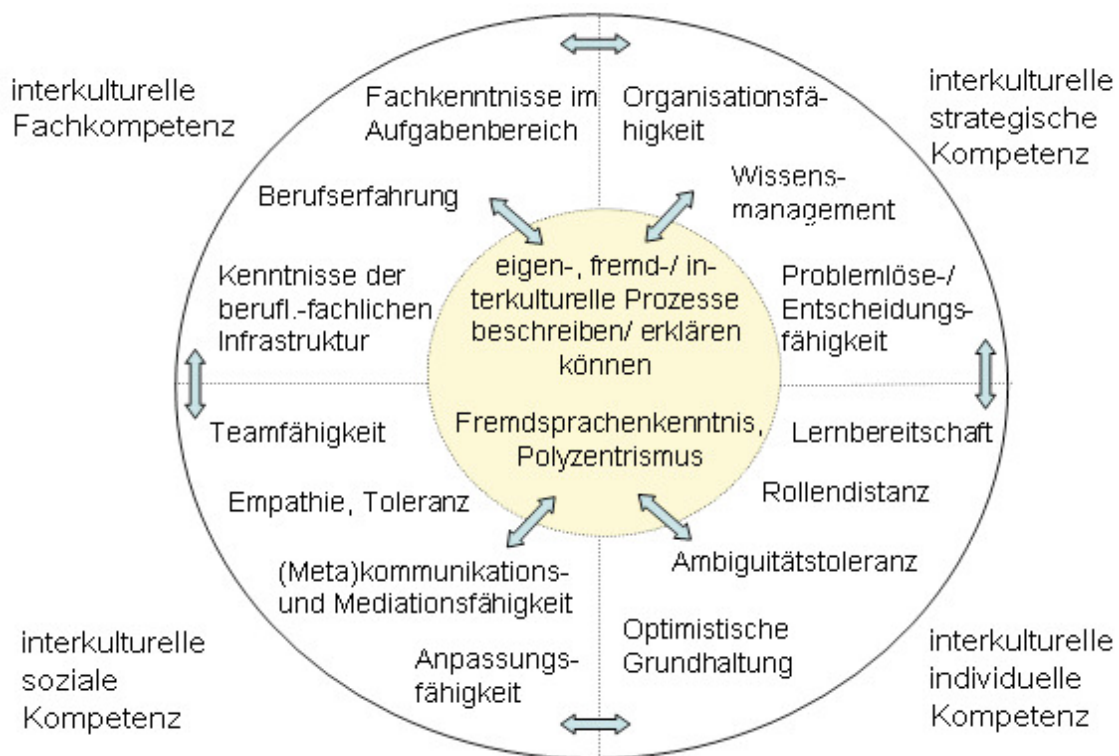 interkulturelle
Fachkompetenz
Fachkenntnisse im
Aufgabenbereich
Berufserfahrung
Kenntnisse der
berufl.-fachlichen
Infrastruktur
Organisationsfä-
higkeit
Wissens-
management
Problemlöse-/
Entscheidungs-
fähigkeit
interkulturelle
strategische
Kompetenz
eigen-, fremd-/ in-
terkulturelle Prozesse
beschreiben/ erklären
können
Fremdsprachenkenntnis,
Polyzentrismus
Teamfähigkeit
Empathie, Toleranz
(Meta)kommunikations-
und Mediationsfähigkeit
Anpassungs-
fähigkeit
interkulturelle
soziale
Kompetenz
Lernbereitschaft
Rollendistanz
Ambiguitätstoleranz
Optimistische
Grundhaltung
interkulturelle
individuelle
Kompetenz